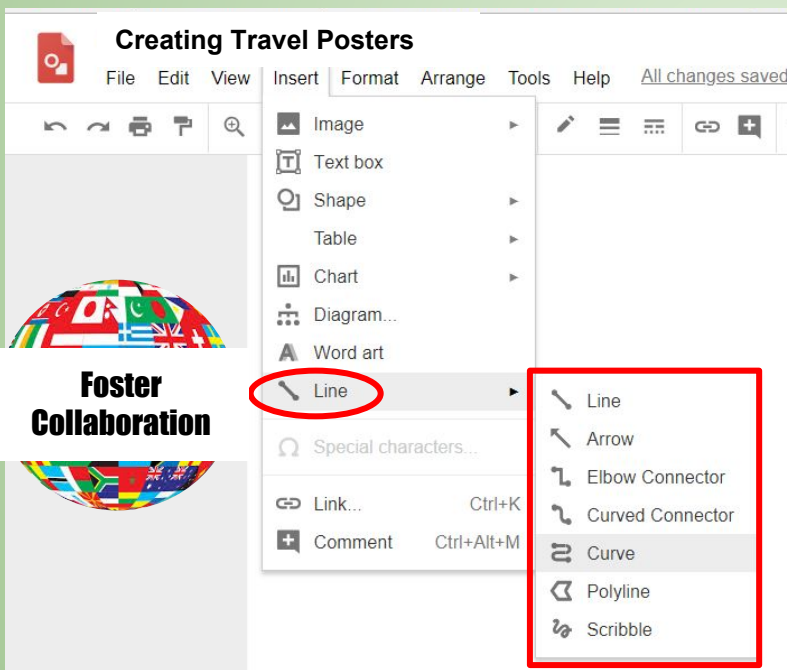 Creating Travel Posters
File Edit View Insert Format Arrange Tools Help All changes saved
Image
Text box
Shape
Table
Chart
Diagram...
Word art
Line
Special characters...
Link... Ctrl+K
Comment Ctrl+Alt+M
Foster
Collaboration
Line
Arrow
Elbow Connector
Curved Connector
Curve
Polyline
Scribble